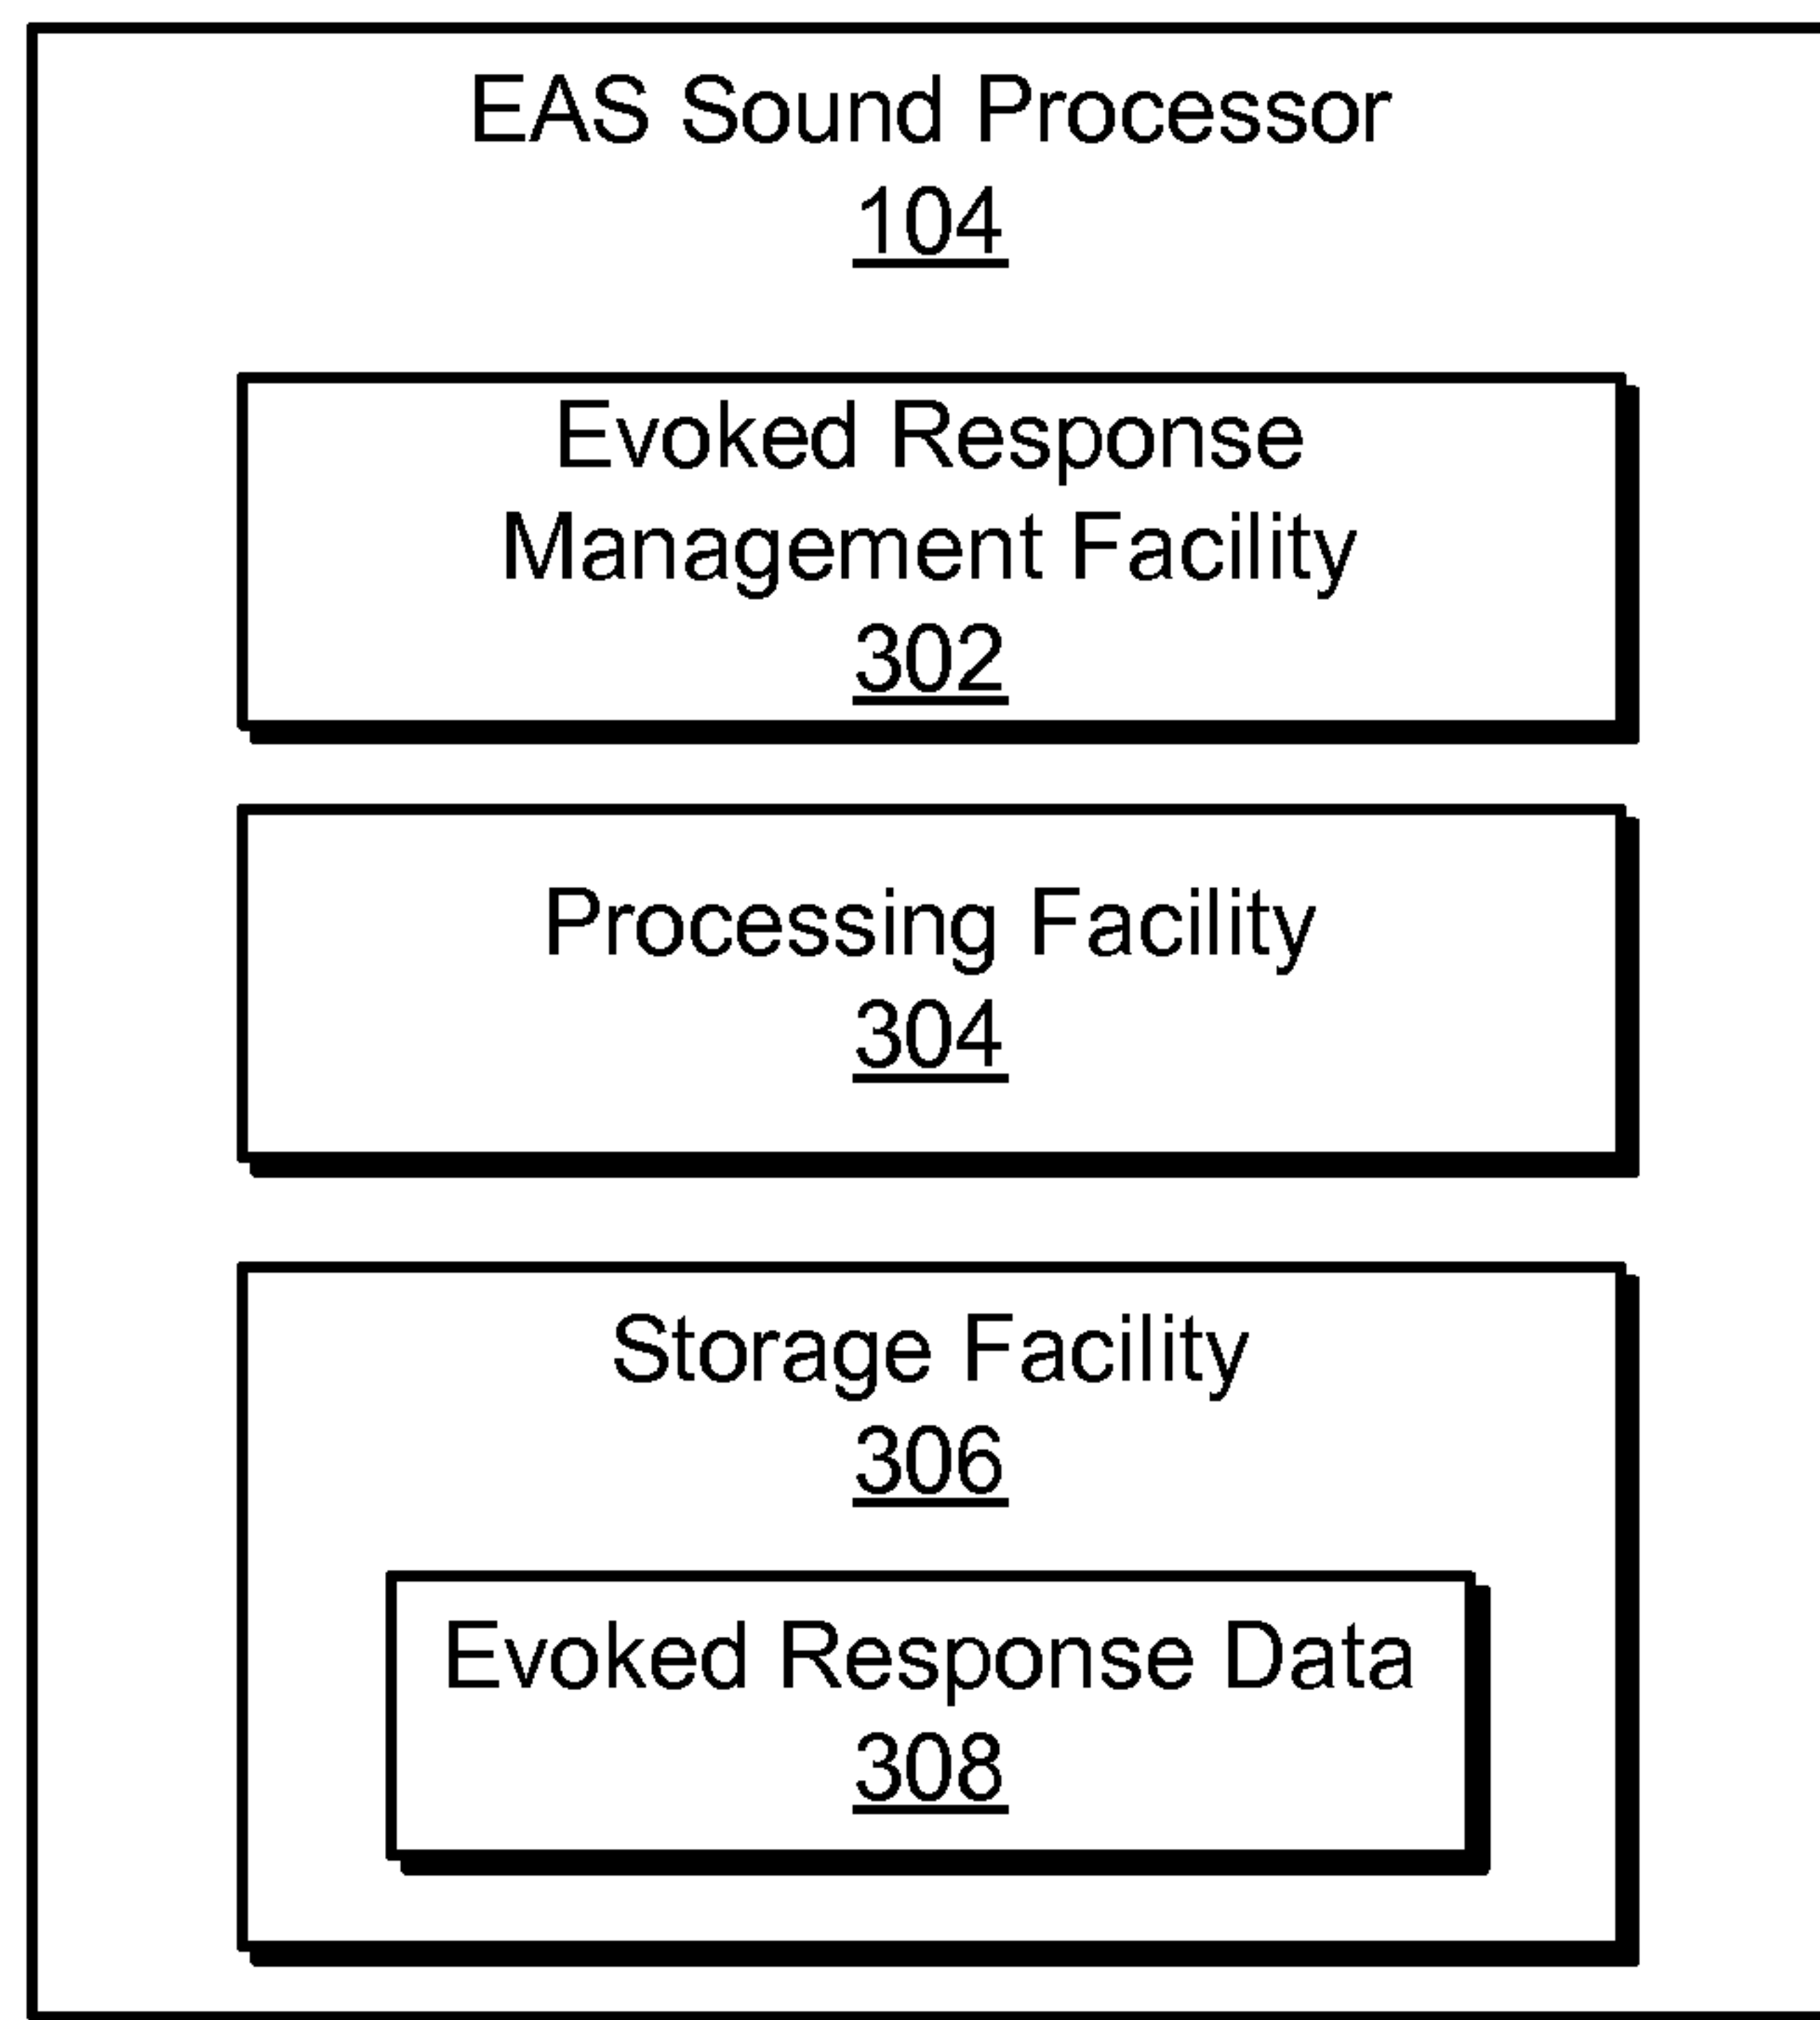 EAS Sound Processor
104
Evoked Response
Management Facility
302
Processing Facility
304
Storage Facility
306
Evoked Response Data
308